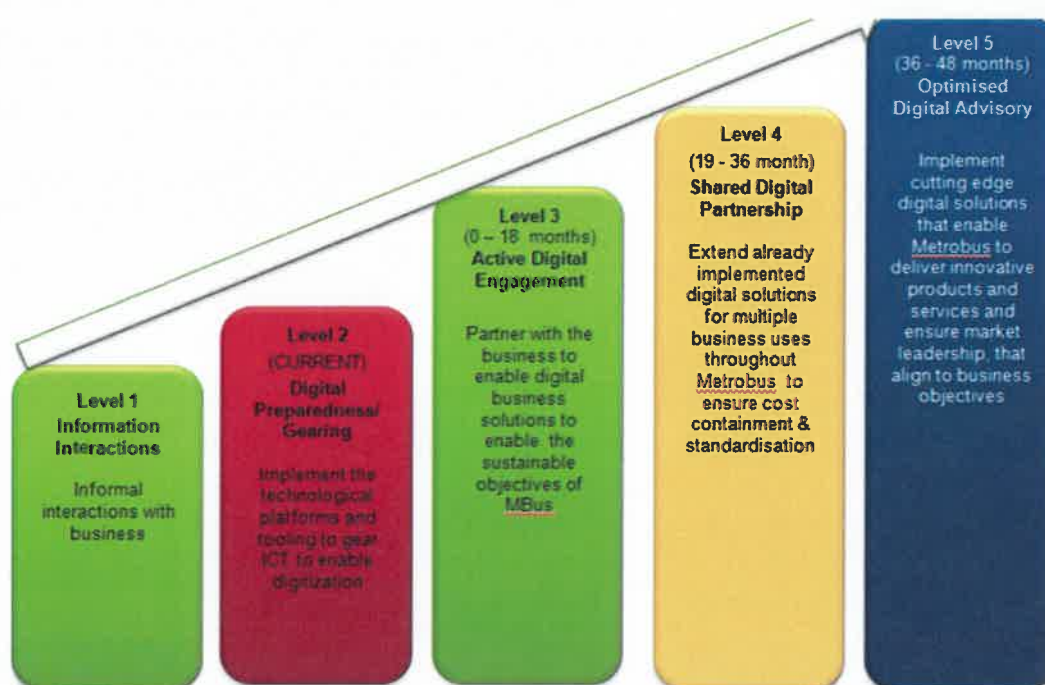 Level 1
Information
Interactions
Informal
interactions with
business
Level 2
(CURRENT)
Digital
Preparedness/
Gearing
Implement the
technological
platforms and
tooling to gear
ICT to enable
digitization
Level 3
(0 – 18 months)
Active Digital
Engagement
Partner with the
business to
enable digital
business
solutions to
enable the
sustainable
objectives of
MBus
Level 4
(19 - 36 month)
Shared Digital
Partnership
Extend already
implemented
digital solutions
for multiple
business uses
throughout
Metrobus to
ensure cost
containment &
standardisation
Level 5
(36 - 48 months)
Optimised
Digital Advisory
Implement
cutting edge
digital solutions
that enable
Metrobus to
deliver innovative
products and
services and
ensure market
leadership, that
align to business
objectives